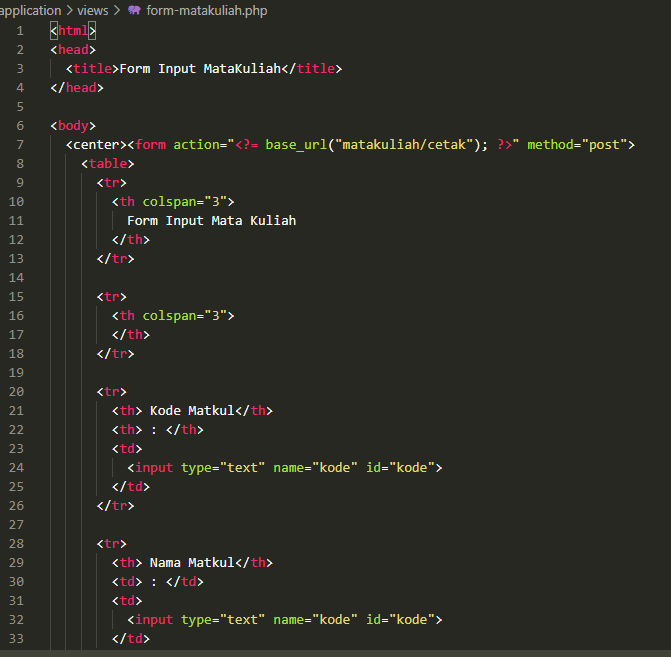 application > views > form-matakuliah.php
1 <html>
2 <head>
3 <title>Form Input MataKuliah</title>
4 </head>
5
6 <body>
7 <center><form action="<?= base_url("matakuliah/cetak"); ?>" method="post">
8 <table>
9 <tr>
10 <th colspan="3">
11 Form Input Mata Kuliah
12 </th>
13 </tr>
14
15 <tr>
16 <th colspan="3">
17 </th>
18 </tr>
19
20 <tr>
21 <th> Kode Matkul</th>
22 <th> : </th>
23 <td>
24 <input type="text" name="kode" id="kode">
25 </td>
26 </tr>
27
28 <tr>
29 <th> Nama Matkul</th>
30 <td> : </td>
31 <td>
32 <input type="text" name="kode" id="kode">
33 </td>